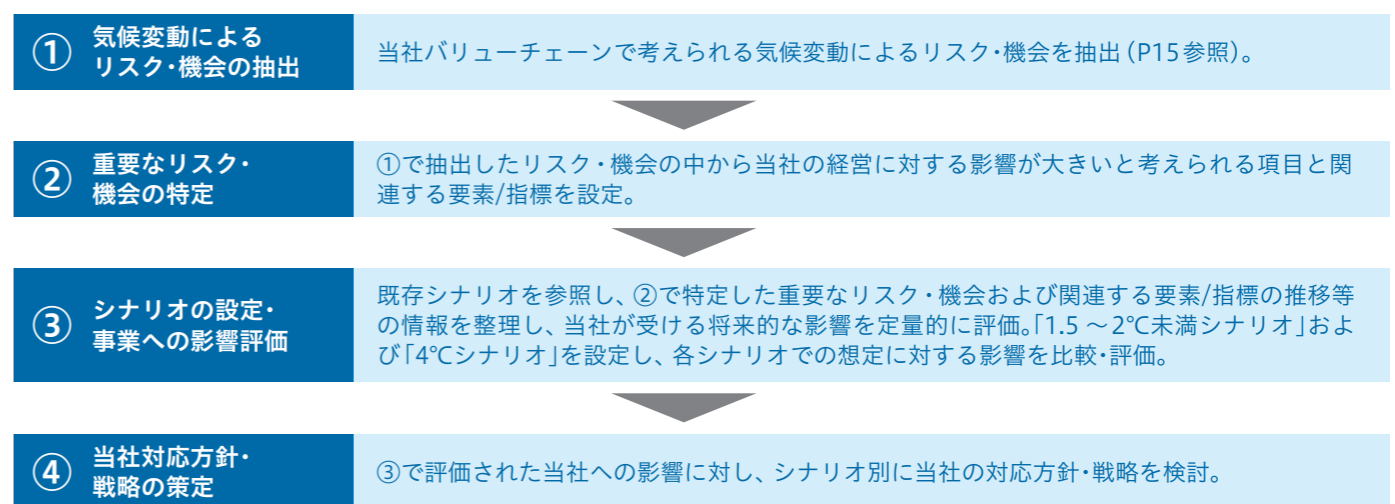 ① 気候変動による
リスク・機会の抽出
当社バリューチェーンで考えられる気候変動によるリスク・機会を抽出（P15参照）。
② 重要なリスク・
機会の特定
①で抽出したリスク・機会の中から当社の経営に対する影響が大きいと考えられる項目と関
連する要素/指標を設定。
③ シナリオの設定・
事業への影響評価
既存シナリオを参照し、②で特定した重要なリスク・機会および関連する要素/指標の推移等
の情報を整理し、当社が受ける将来的な影響を定量的に評価。「1.5 ～ 2℃未満シナリオ」およ
び「4℃シナリオ」を設定し、各シナリオでの想定に対する影響を比較・評価。
④ 当社対応方針・
戦略の策定
③で評価された当社への影響に対し、シナリオ別に当社の対応方針・戦略を検討。